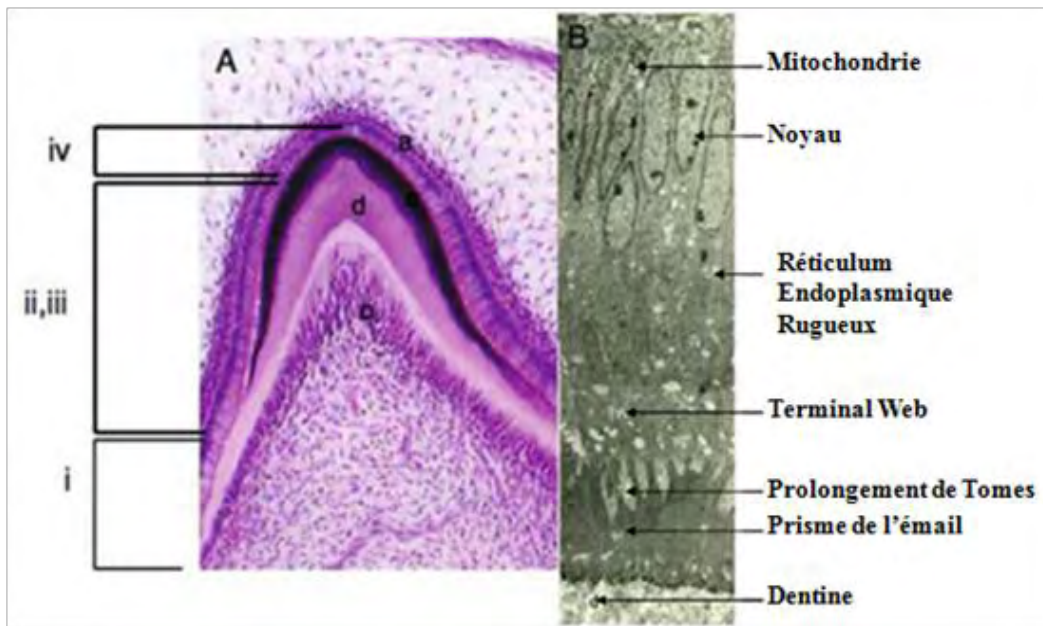 A
B
iv
ii,iii
i
a
e
d
Mitochondrie
Noyau
Réticulum
Endoplasmique
Rugueux
Terminal Web
Prolongement de Tomes
Prisme de l'émail
Dentine